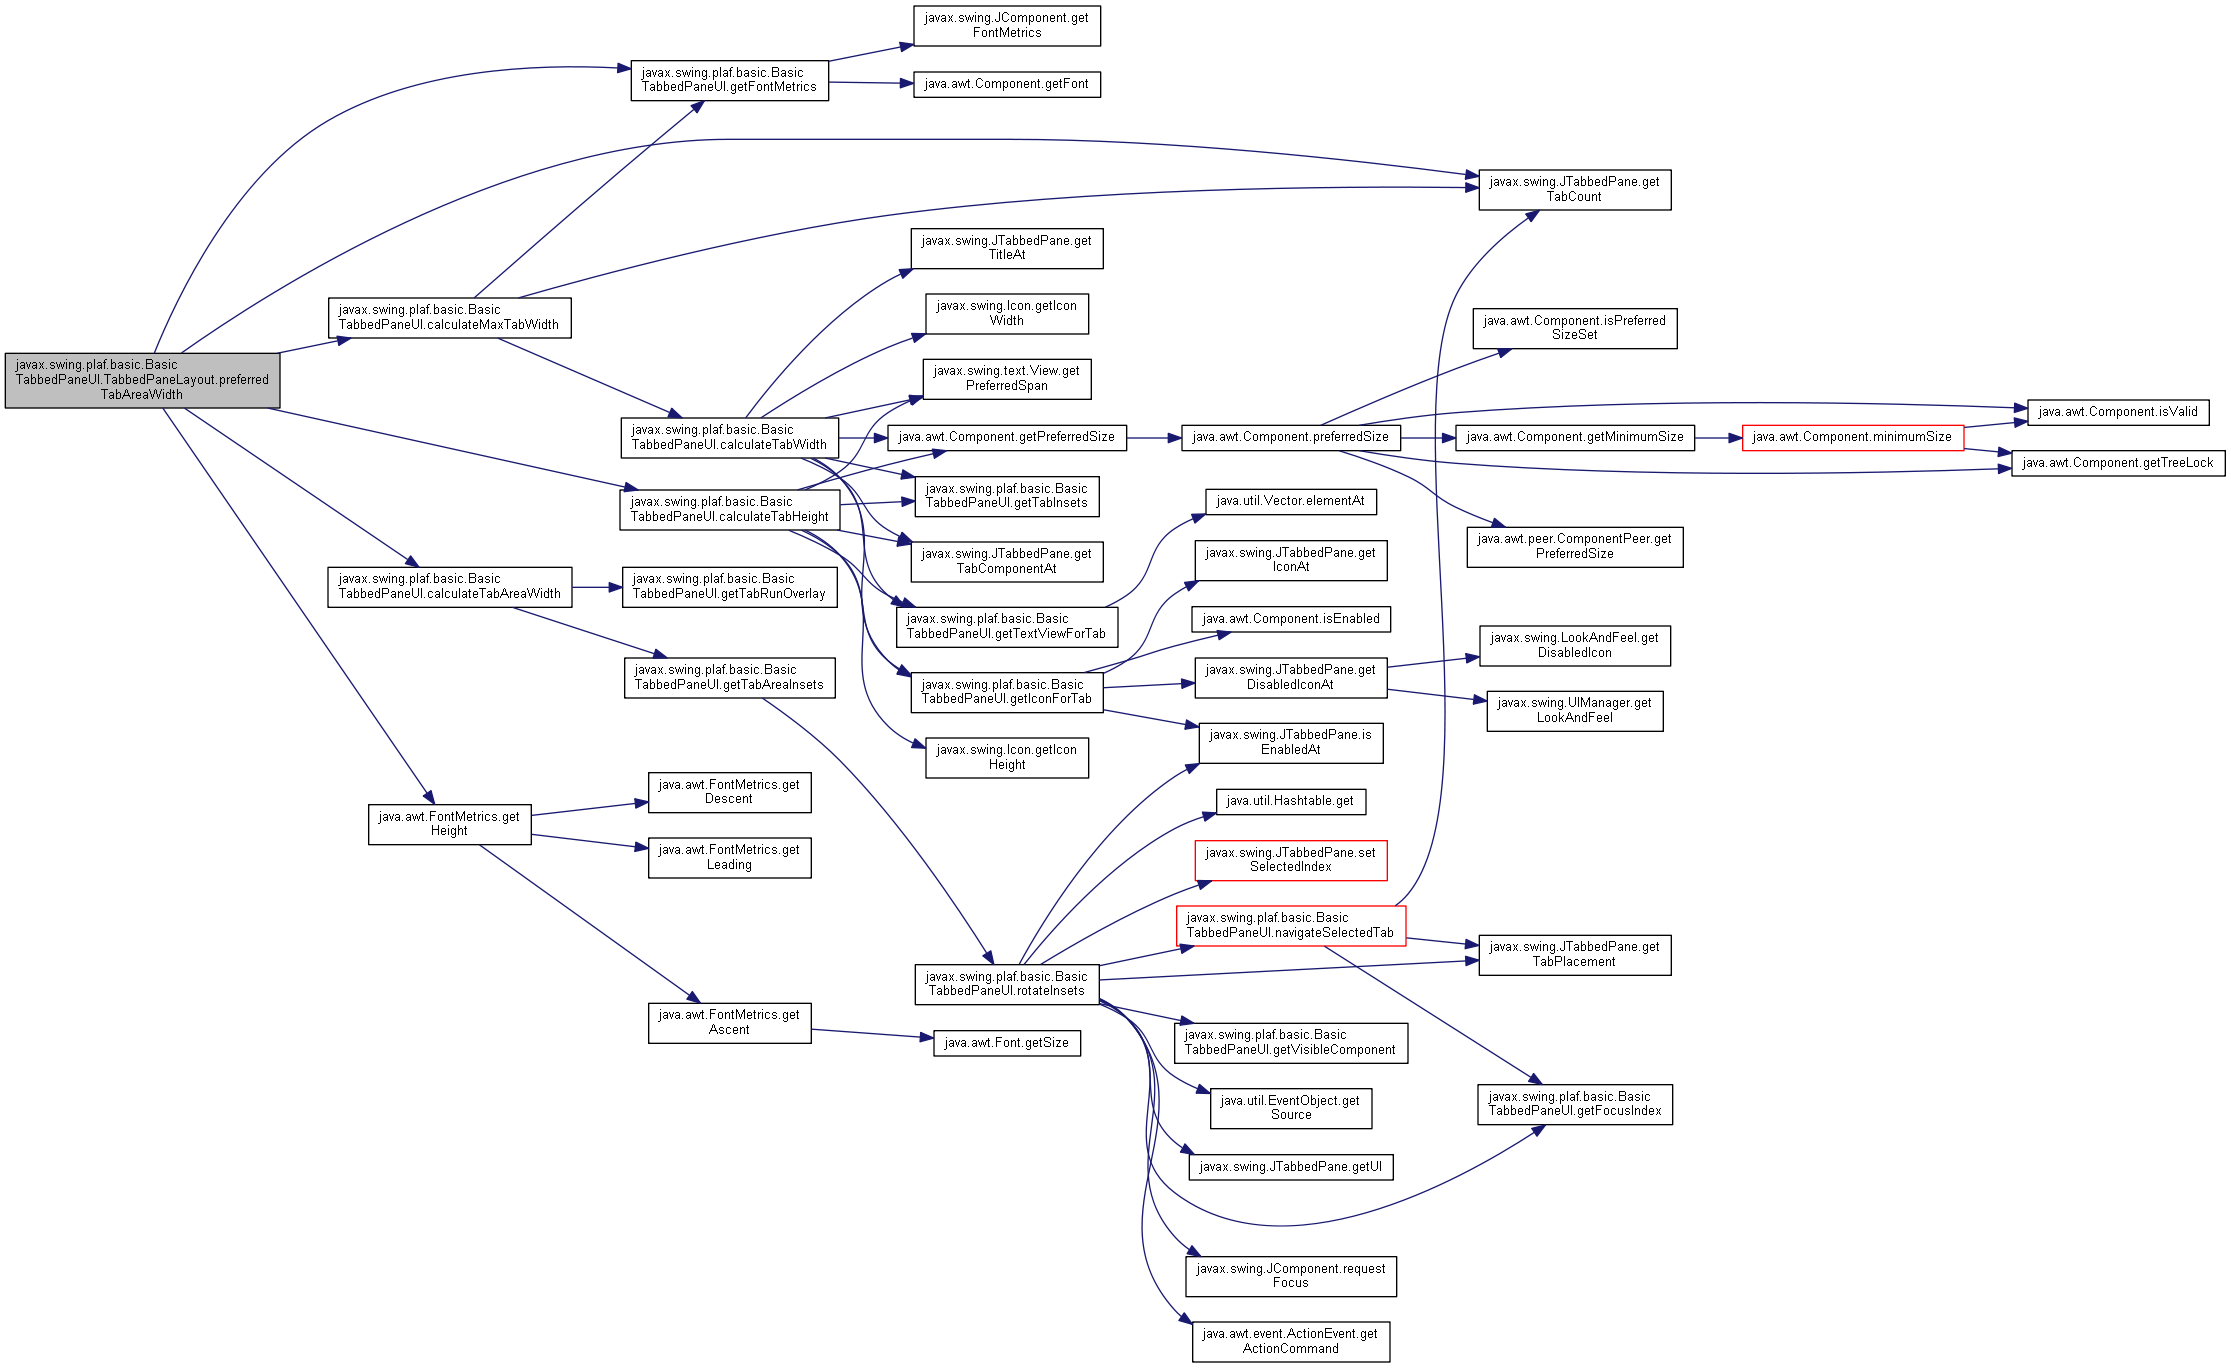 javax.swing.JComponent.get
FontMetrics
javax.swing.plaf.basic.Basic
TabbedPaneUI.getFontMetrics
java.awt.Component.getFont
javax.swing.JTabbedPane.get
TabCount
javax.swing.JTabbedPane.get
TitleAt
javax.swing.Icon.getIcon
Width
javax.swing.plaf.basic.Basic
TabbedPaneUI.calculateMaxTabWidth
java.awt.Component.isPreferred
SizeSet
javax.swing.plaf.basic.Basic
TabbedPaneUI.TabbedPaneLayout.preferred
TabAreaWidth
javax.swing.text.View.get
PreferredSpan
java.awt.Component.isValid
javax.swing.plaf.basic.Basic
TabbedPaneUI.calculateTabWidth
java.awt.Component.getPreferredSize
java.awt.Component.preferredSize
java.awt.Component.getMinimumSize
java.awt.Component.minimumSize
java.awt.Component.getTreeLock
javax.swing.plaf.basic.Basic
TabbedPaneUI.getTabInsets
javax.swing.plaf.basic.Basic
TabbedPaneUI.calculateTabHeight
java.util.Vector.elementAt
java.awt.peer.ComponentPeer.get
PreferredSize
javax.swing.JTabbedPane.get
TabComponentAt
javax.swing.JTabbedPane.get
IconAt
javax.swing.plaf.basic.Basic
TabbedPaneUI.calculateTabAreaWidth
javax.swing.plaf.basic.Basic
TabbedPaneUI.getTabRunOverlay
javax.swing.plaf.basic.Basic
TabbedPaneUI.getTextViewForTab
java.awt.Component.isEnabled
javax.swing.LookAndFeel.get
DisabledIcon
javax.swing.plaf.basic.Basic
TabbedPaneUI.getTabAreaInsets
javax.swing.plaf.basic.Basic
TabbedPaneUI.getIconForTab
javax.swing.JTabbedPane.get
DisabledIconAt
javax.swing.UIManager.get
LookAndFeel
javax.swing.JTabbedPane.is
EnabledAt
javax.swing.Icon.getIcon
Height
java.awt.FontMetrics.get
Descent
java.util.Hashtable.get
java.awt.FontMetrics.get
Height
java.awt.FontMetrics.get
Leading
javax.swing.JTabbedPane.set
SelectedIndex
javax.swing.plaf.basic.Basic
TabbedPaneUI.navigateSelectedTab
javax.swing.JTabbedPane.get
TabPlacement
javax.swing.plaf.basic.Basic
TabbedPaneUI.rotateInsets
java.awt.FontMetrics.get
Ascent
java.awt.Font.getSize
javax.swing.plaf.basic.Basic
TabbedPaneUI.getVisibleComponent
java.util.EventObject.get
Source
javax.swing.plaf.basic.Basic
TabbedPaneUI.getFocusIndex
javax.swing.JTabbedPane.getUI
javax.swing.JComponent.request
Focus
java.awt.event.ActionEvent.get
ActionCommand